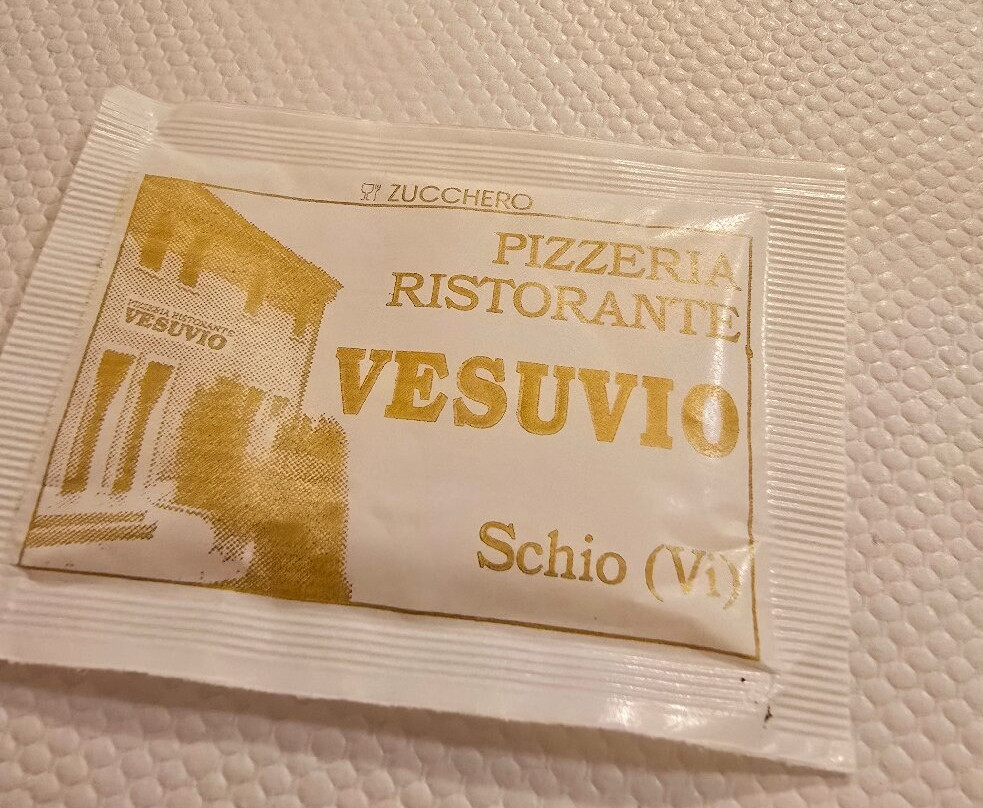 ZUCCHERO
PIZZERIA
RISTORANTE
VESUVIO
Schio (Vi)
PIZZERIA RISTORANTE
VESUVIO